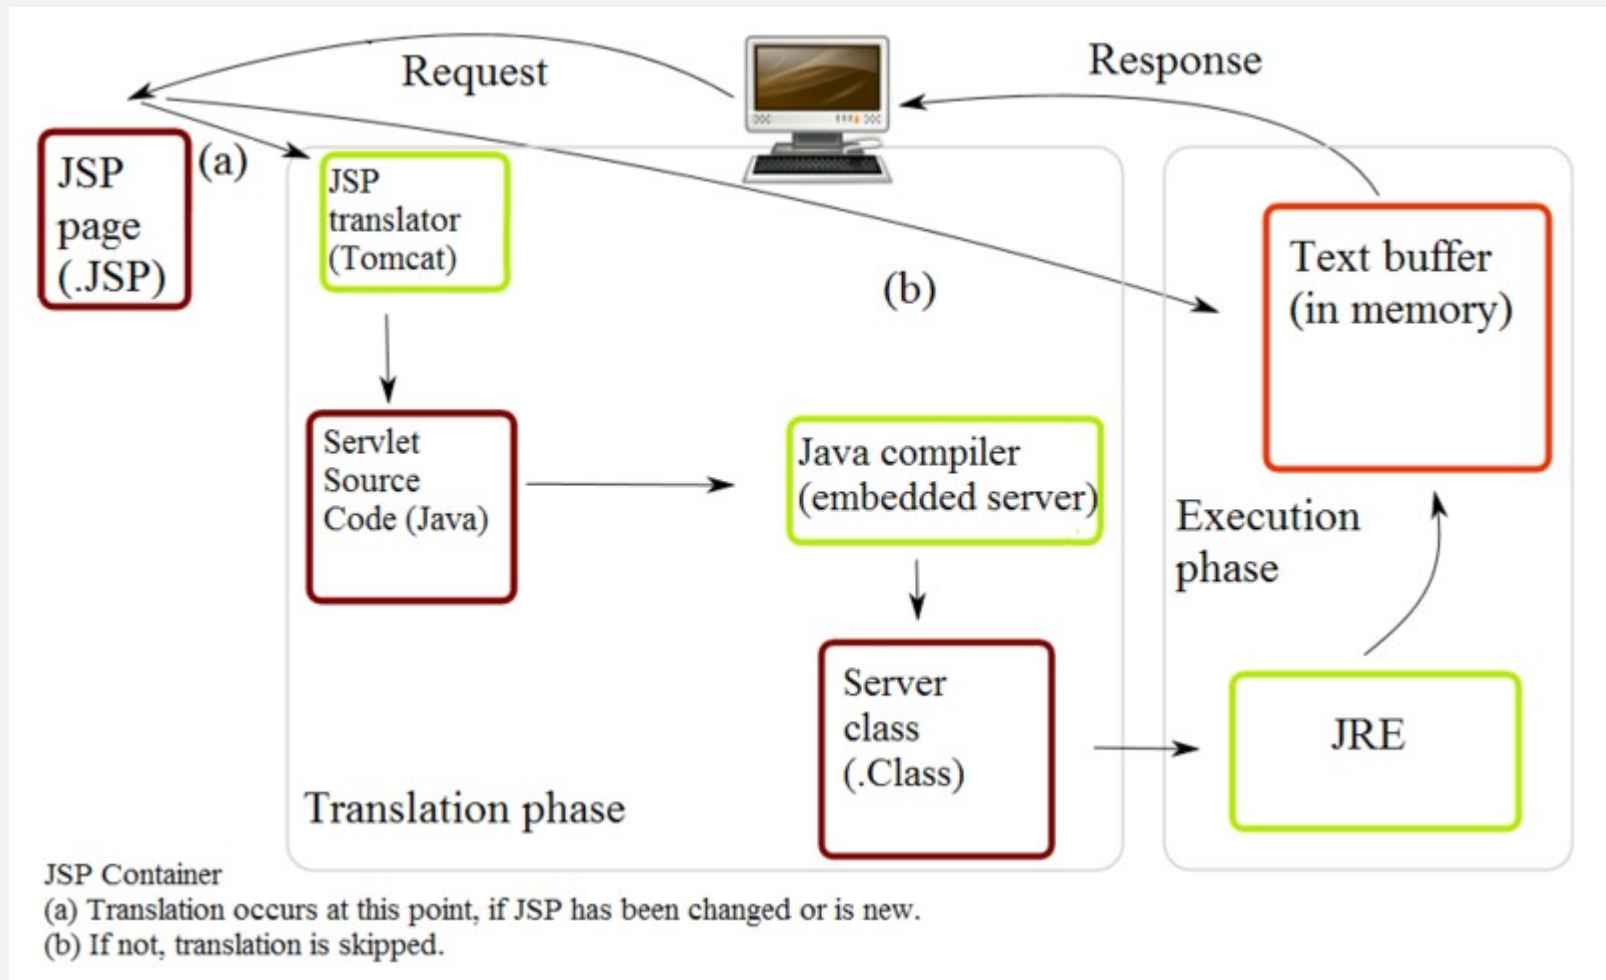 Request
Response
JSP
page
(.JSP)
(a)
JSP
translator
(Tomcat)
(b)
Text buffer
(in memory)
Servlet
Source
Code (Java)
Java compiler
(embedded server)
Execution
phase
Server
class
(.Class)
JRE
Translation phase
JSP Container
(a) Translation occurs at this point, if JSP has been changed or is new.
(b) If not, translation is skipped.